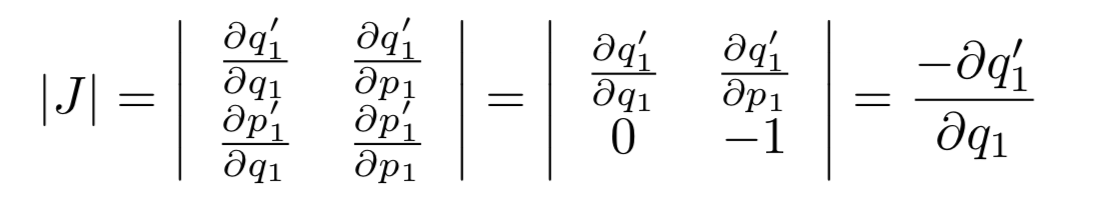 |J| = | ∂q′₁/∂q₁ ∂q′₁/∂p₁ ; ∂p′₁/∂q₁ ∂p′₁/∂p₁ | = | ∂q′₁/∂q₁ ∂q′₁/∂p₁ ; 0 −1 | = −∂q′₁/∂q₁